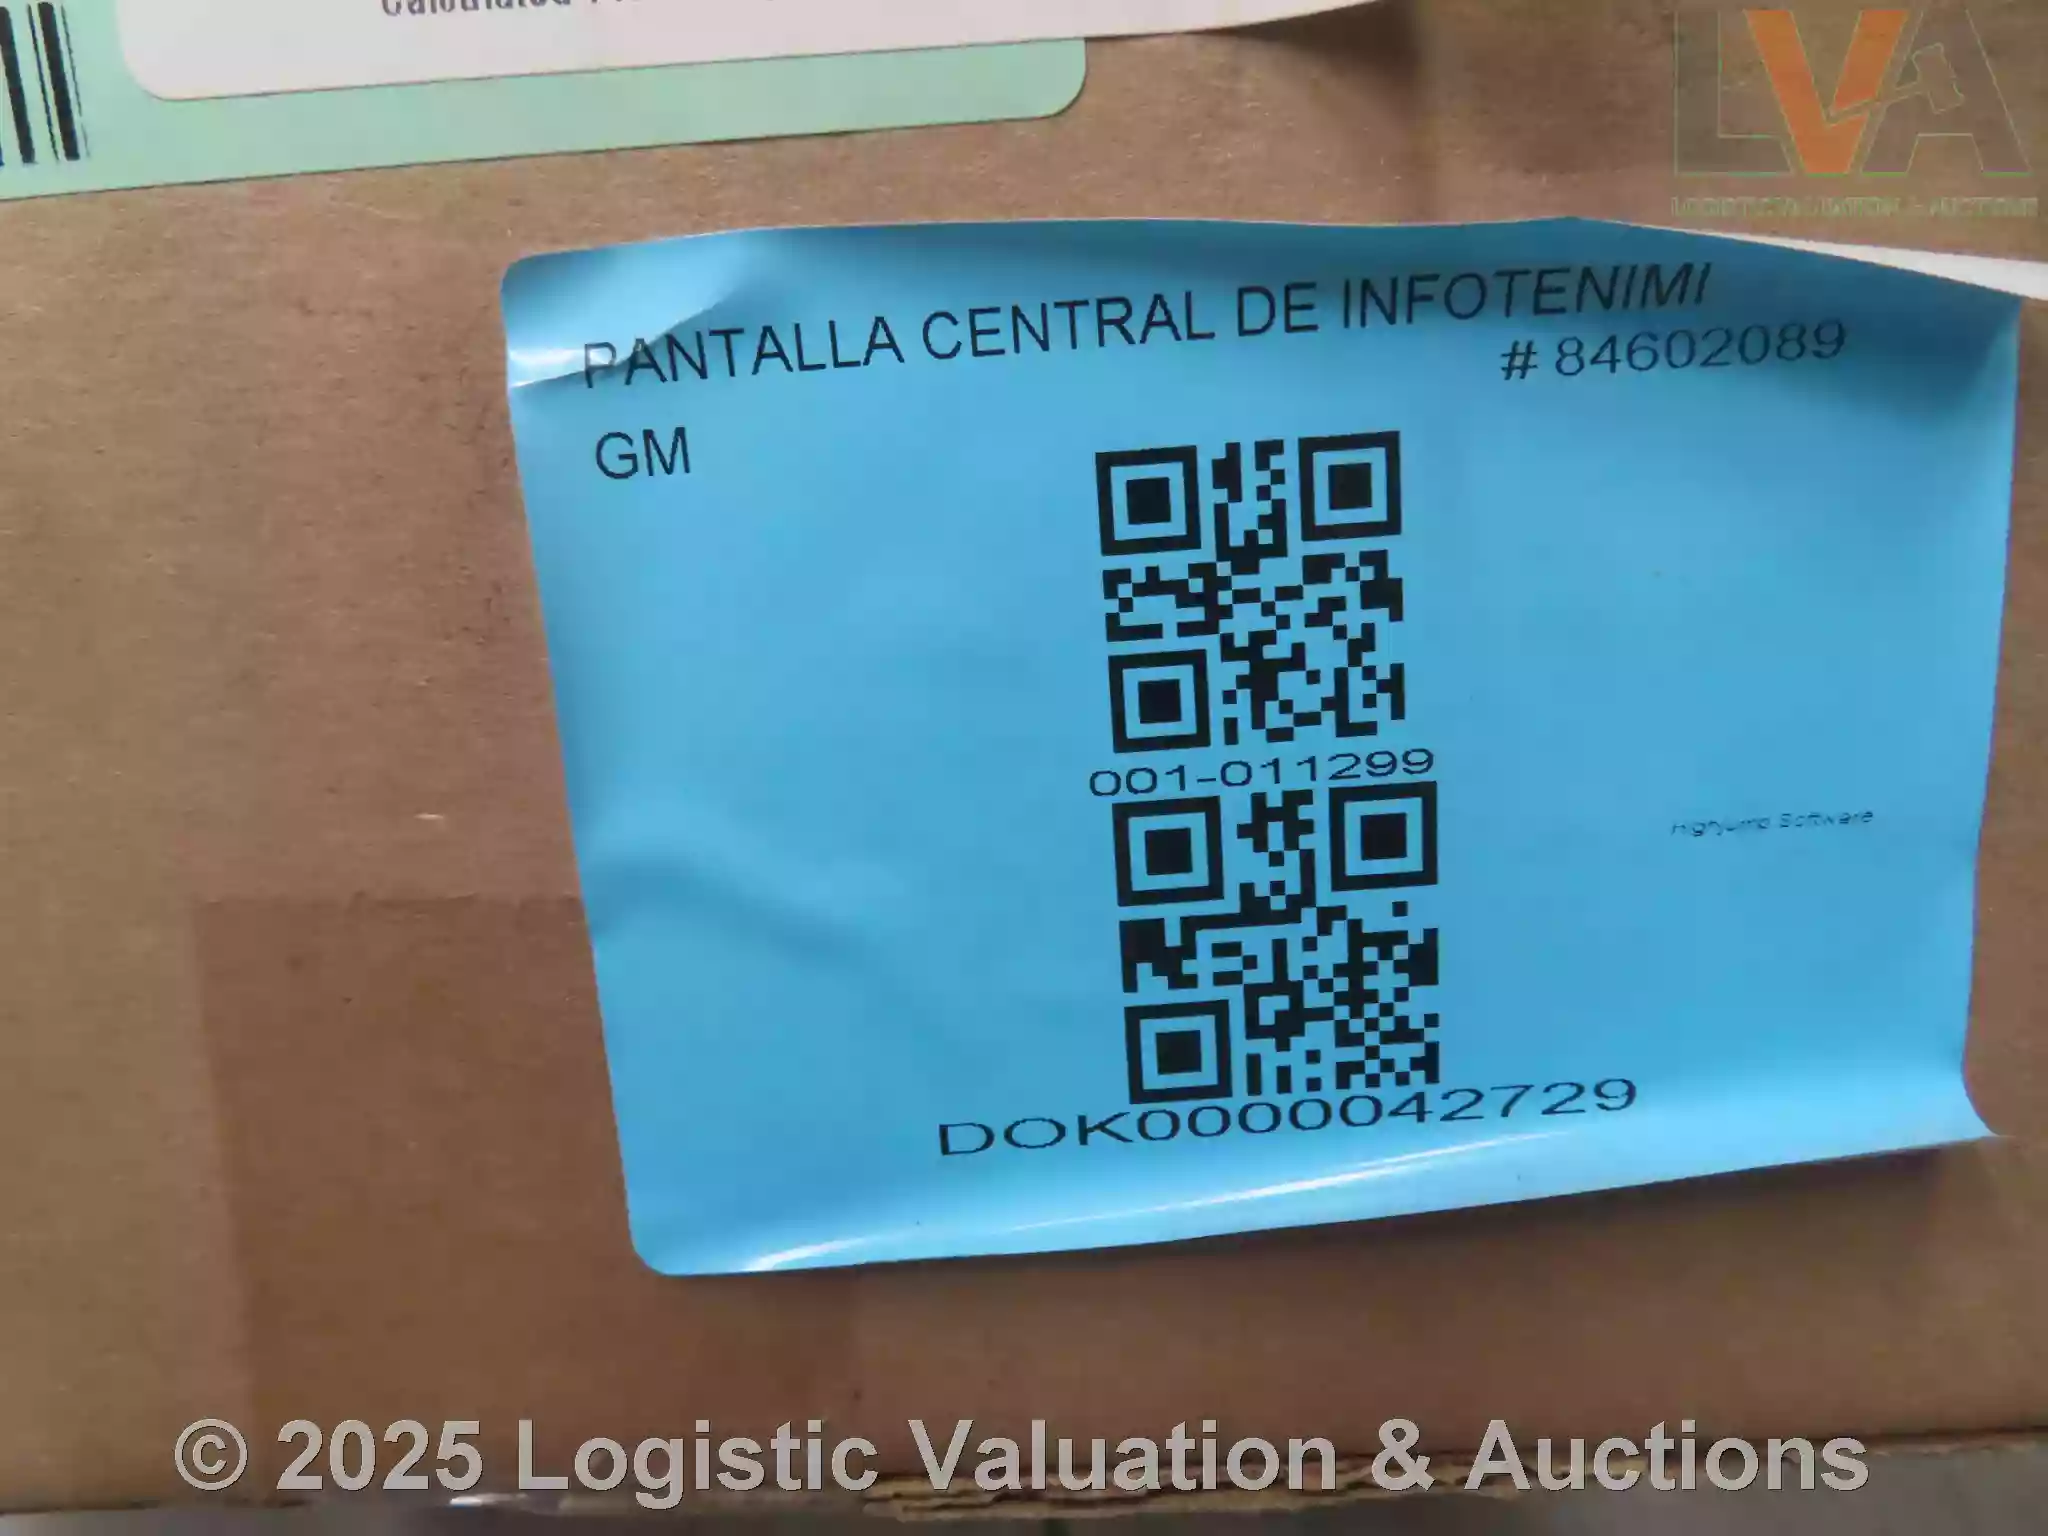 LVA
PANTALLA CENTRAL DE INFOTENIMI
# 84602089
GM
001-011299
Highjump Software
DOK0000042729
© 2025 Logistic Valuation & Auctions